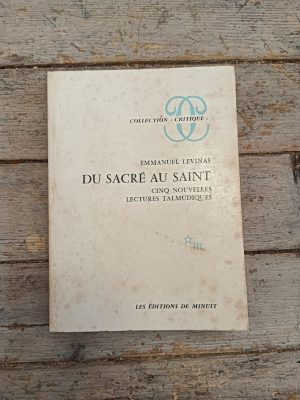 COLLECTION « CRITIQUE »
EMMANUEL LEVINAS
DU SACRÉ AU SAINT
CINQ NOUVELLES
LECTURES TALMUDIQUES
LES ÉDITIONS DE MINUIT